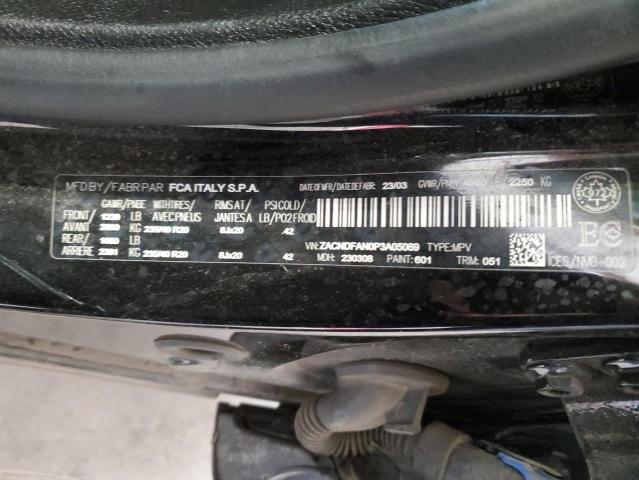 MFD BY/FABR PAR FCA ITALY S.P.A. DATE OF MFR/DATE DE FABR: 23/03 GVWR/PNBV LB/2250 KG
GAWR/PNBE WITH TIRES/ RIMS AT/ PSI COLD/
FRONT/ LB AVEC PNEUS JANTES A LB/PO2 FROID
AVANT KG 235/40 R20 8Jx20 42
REAR/ LB
ARRIERE KG 235/40 R20 8Jx20 42
VIN: ZACNDFAN0P3A05069 TYPE: MPV
MDH: 230308 PAINT: 601 TRIM: 051
972
EC
ICES/NMB-002